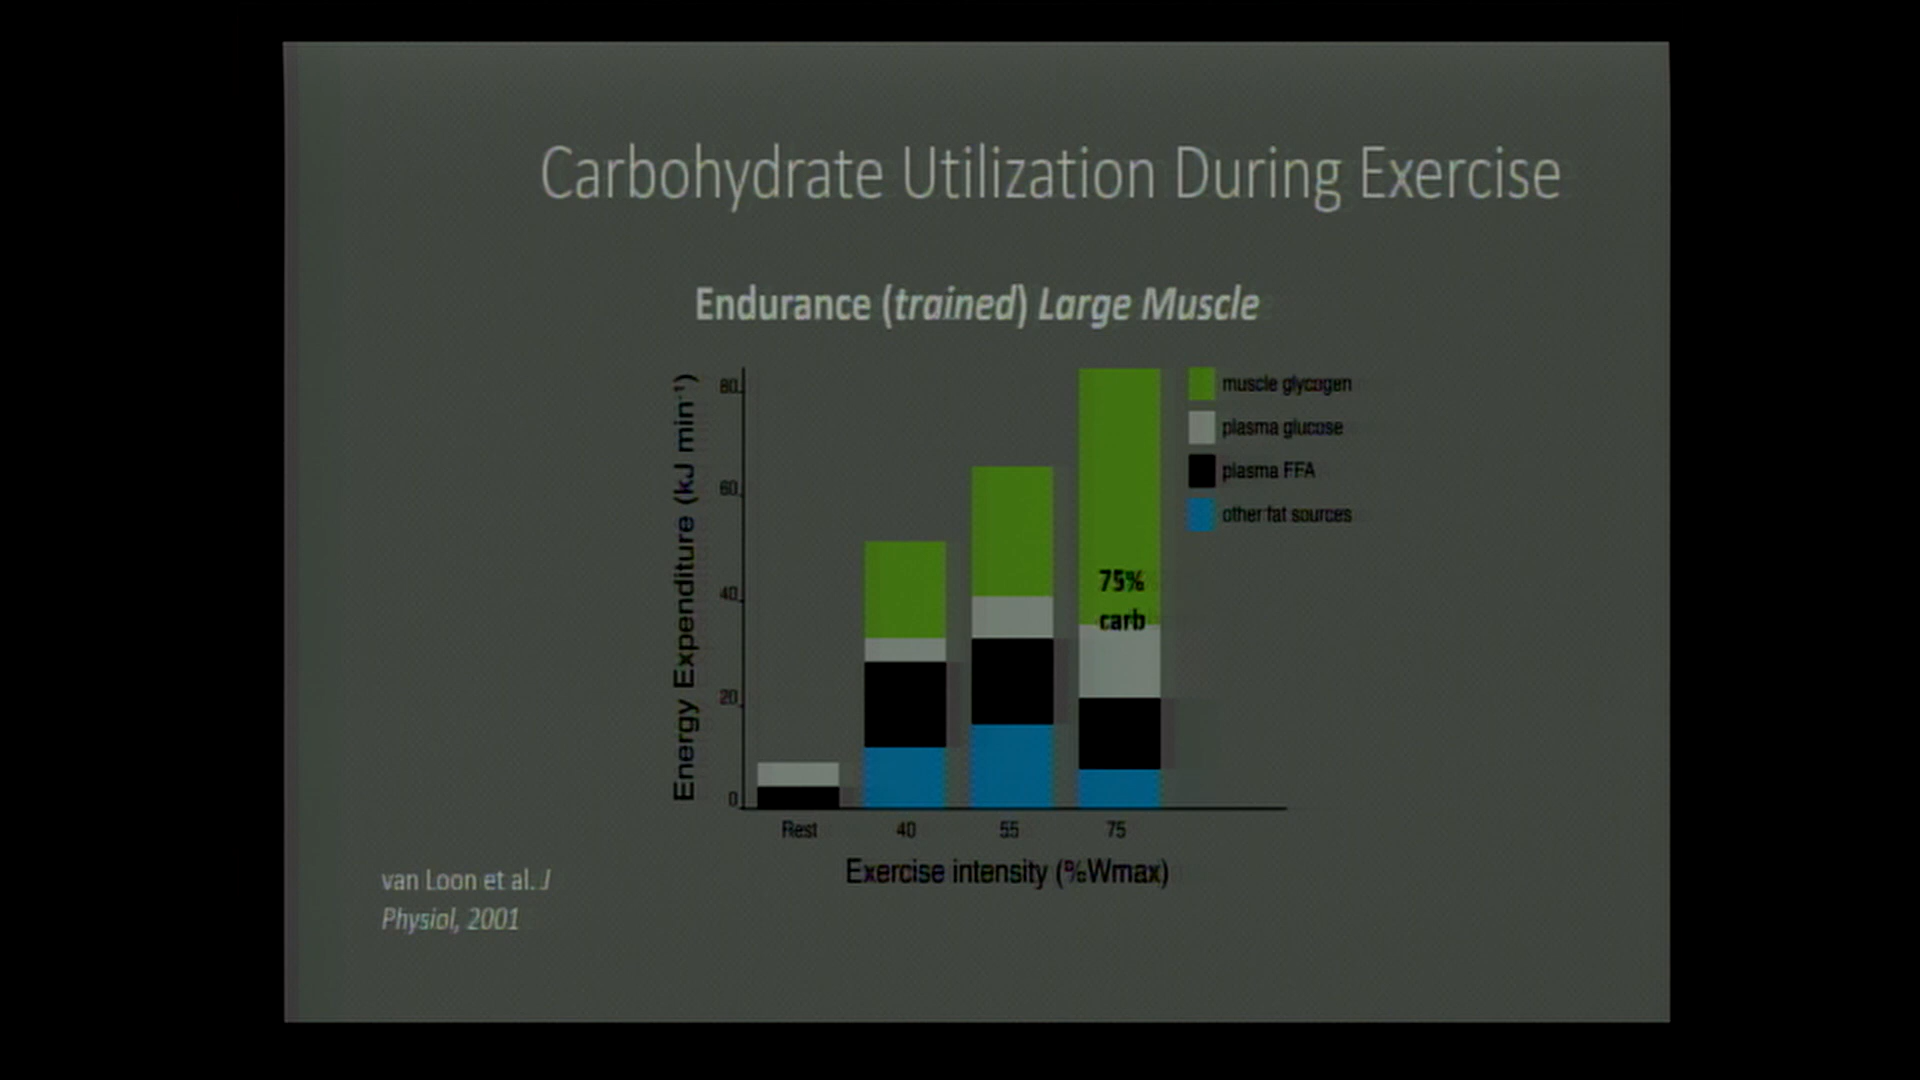 Carbohydrate Utilization During Exercise
Endurance (trained) Large Muscle
Energy Expenditure (kJ min⁻¹)
80
60
40
20
0
muscle glycogen
plasma glucose
plasma FFA
other fat sources
75%
carb
Rest
40
55
75
Exercise intensity (%Wmax)
van Loon et al. J
Physiol, 2001